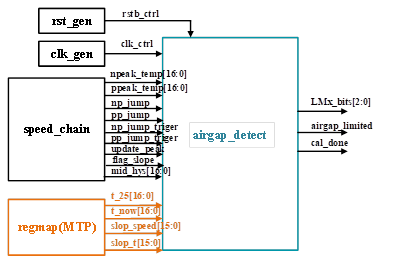 rst_gen
rstb_ctrl
clk_gen
clk_ctrl
speed_chain
npeak_temp[16:0]
ppeak_temp[16:0]
np_jump
pp_jump
np_jump_triger
pp_jump_triger
update_peak
flag_slope
mid_hys[16:0]
airgap_detect
LMx_bits[2:0]
airgap_limited
cal_done
regmap(MTP)
t_25[16:0]
t_now[16:0]
slop_speed[15:0]
slop_t[15:0]